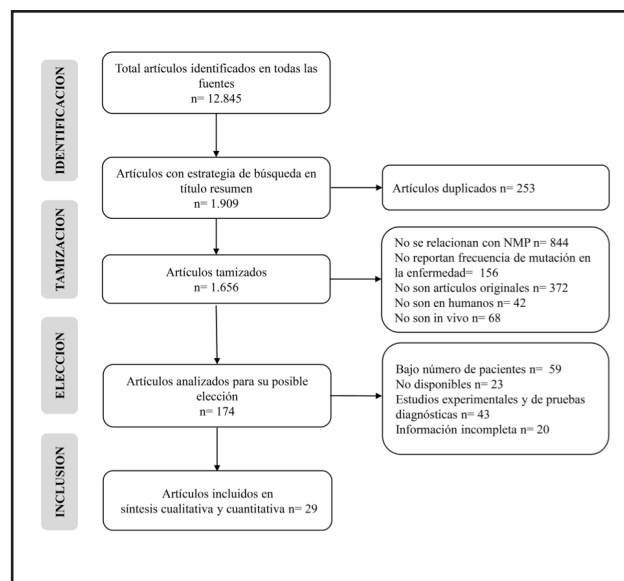 IDENTIFICACION
Total artículos identificados en todas las
fuentes
n= 12.845
Artículos con estrategia de búsqueda en
título resumen
n= 1.909
Artículos duplicados n= 253
TAMIZACION
Artículos tamizados
n= 1.656
No se relacionan con NMP n= 844
No reportan frecuencia de mutación en
la enfermedad= 156
No son artículos originales n= 372
No son en humanos n= 42
No son in vivo n= 68
ELECCION
Artículos analizados para su posible
elección
n= 174
Bajo número de pacientes n= 59
No disponibles n= 23
Estudios experimentales y de pruebas
diagnósticas n= 43
Información incompleta n= 20
INCLUSION
Artículos incluidos en
síntesis cualitativa y cuantitativa n= 29